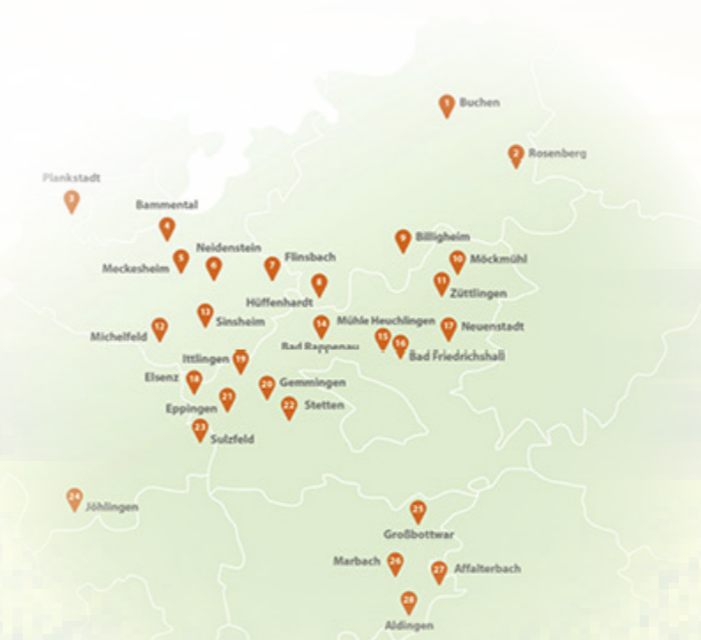 1 Buchen
2 Rosenberg
Plankstadt
3
Bammental
4
Neidenstein
Meckesheim 5
6
7 Flinsbach
8
Hüffenhardt
9 Billigheim
10 Möckmühl
11
Züttlingen
13
Sinsheim
12
Michelfeld
14
Mühle Heuchlingen
17 Neuenstadt
Bad Rappenau
15
16
Bad Friedrichshall
Ittlingen 19
Elsenz 18
20 Gemmingen
21
Eppingen
22 Stetten
23
Sulzfeld
24
Jöhlingen
25
Großbottwar
Marbach 26
27 Affalterbach
28
Aldingen